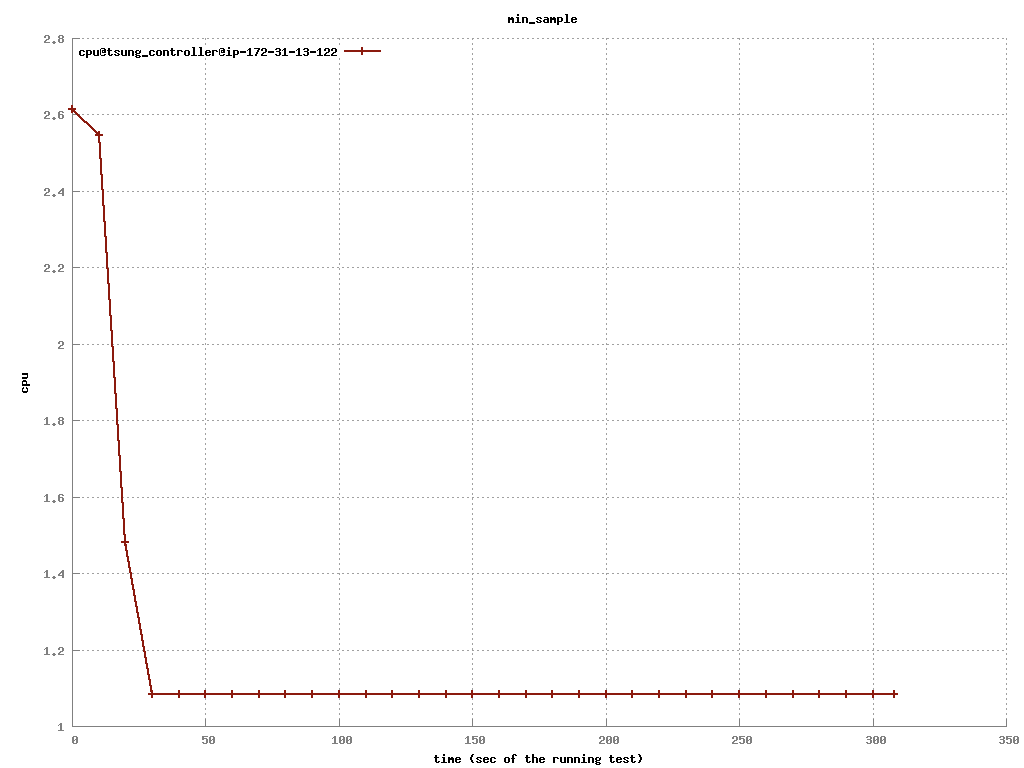 min_sample
cpu@tsung_controller@ip-172-31-13-122
2.8
2.6
2.4
2.2
2
1.8
1.6
1.4
1.2
1
cpu
0 50 100 150 200 250 300 350
time (sec of the running test)